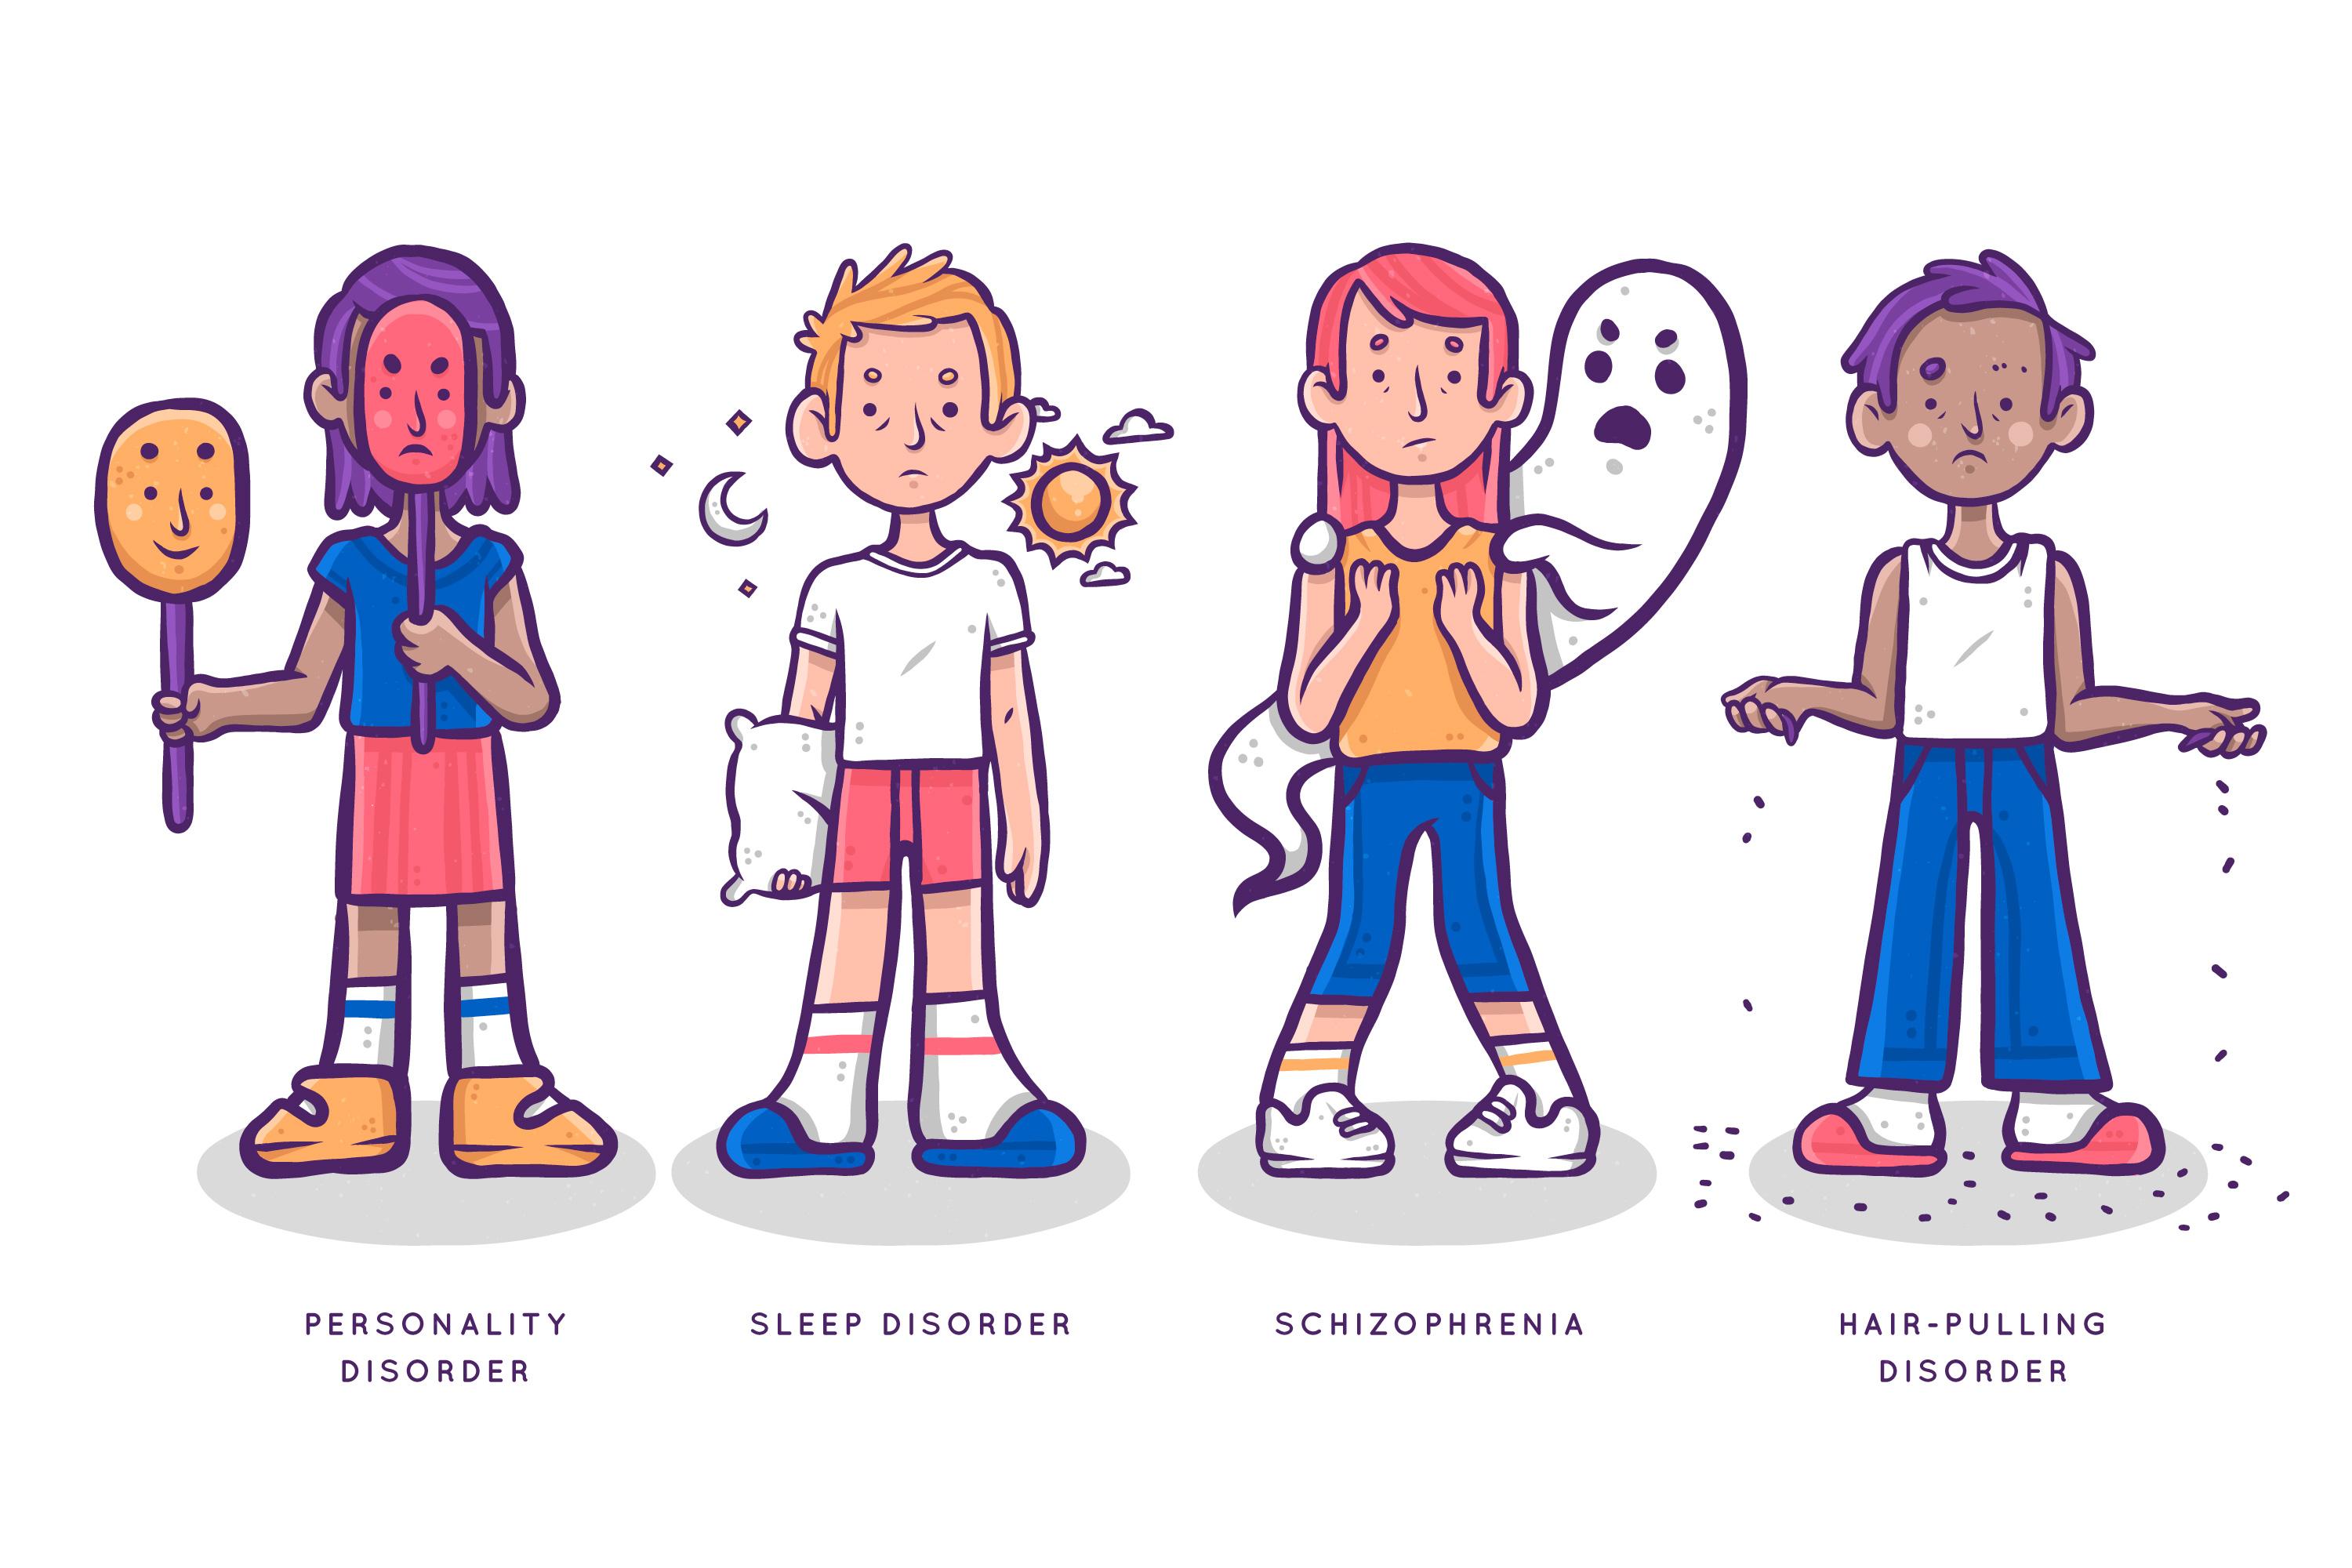 PERSONALITY
DISORDER
SLEEP DISORDER
SCHIZOPHRENIA
HAIR-PULLING
DISORDER